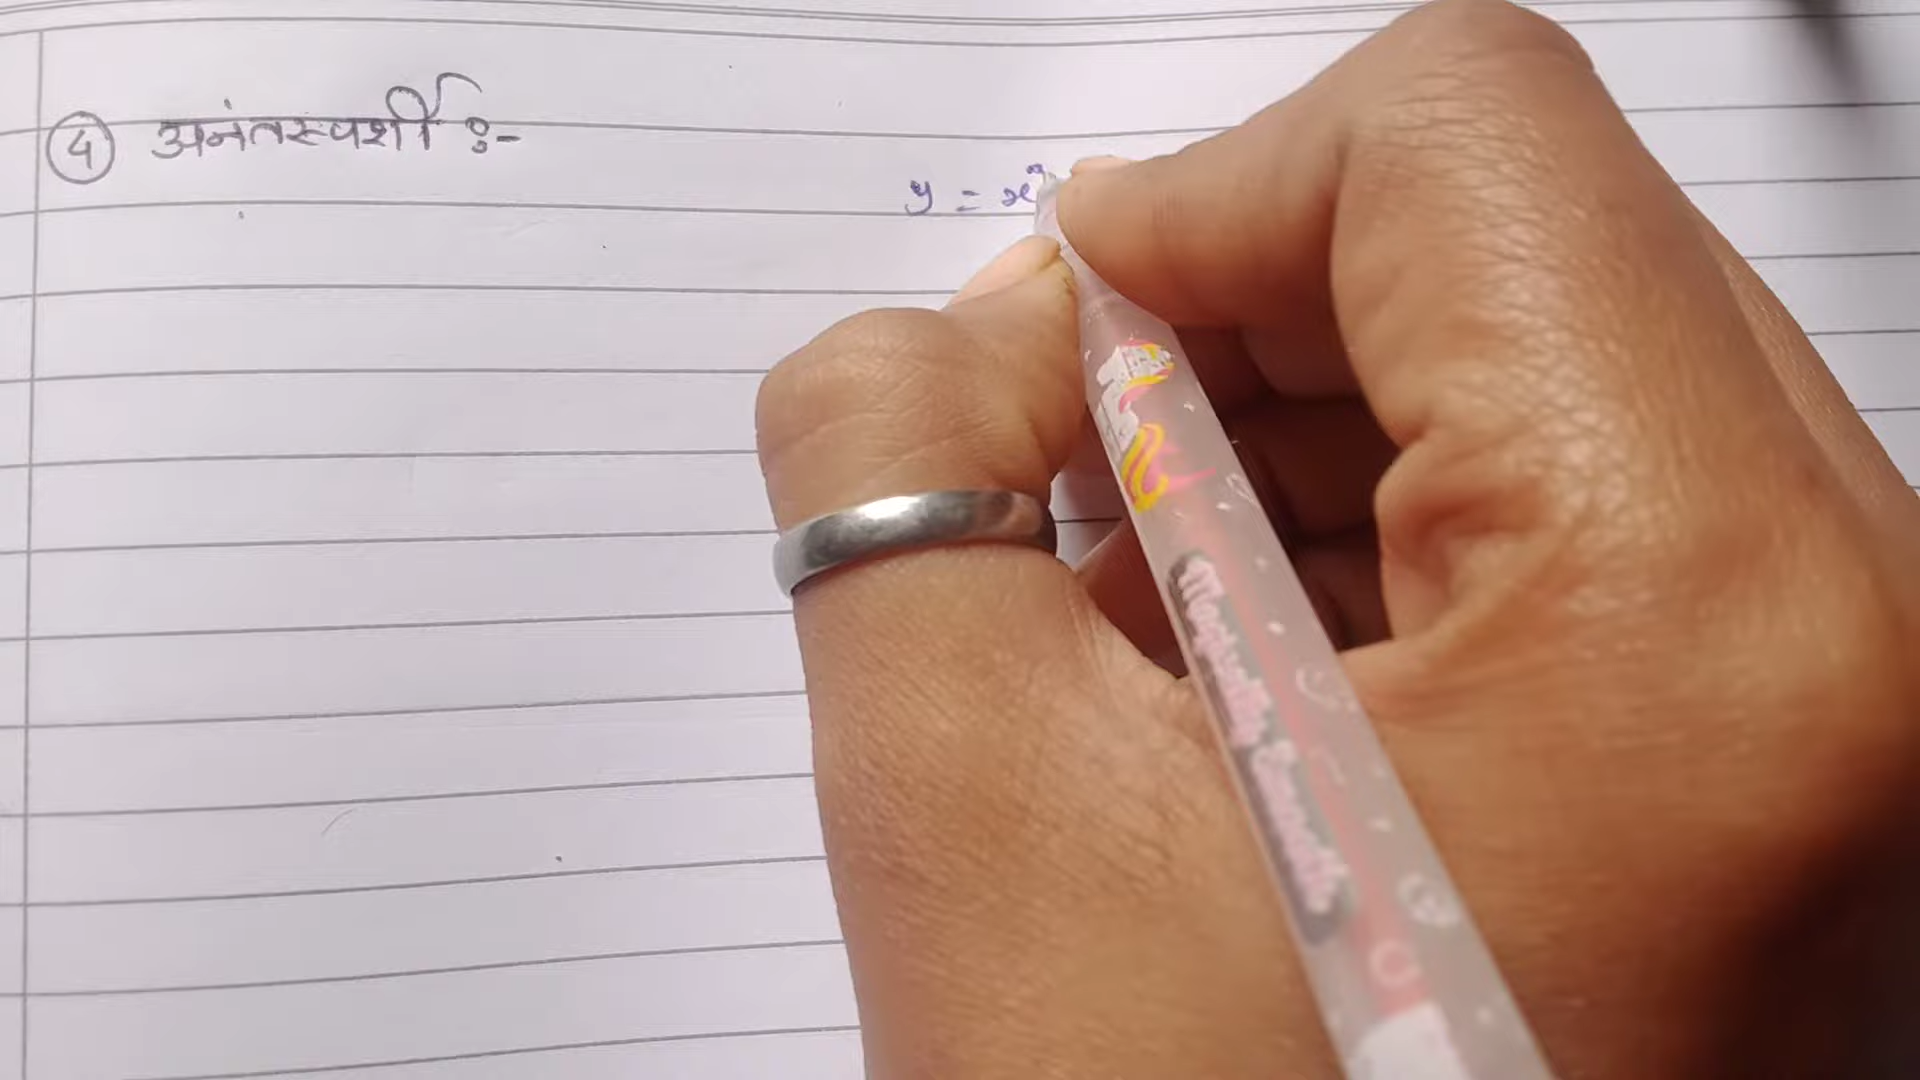 ④ अनंतस्पर्शी :-
y = x